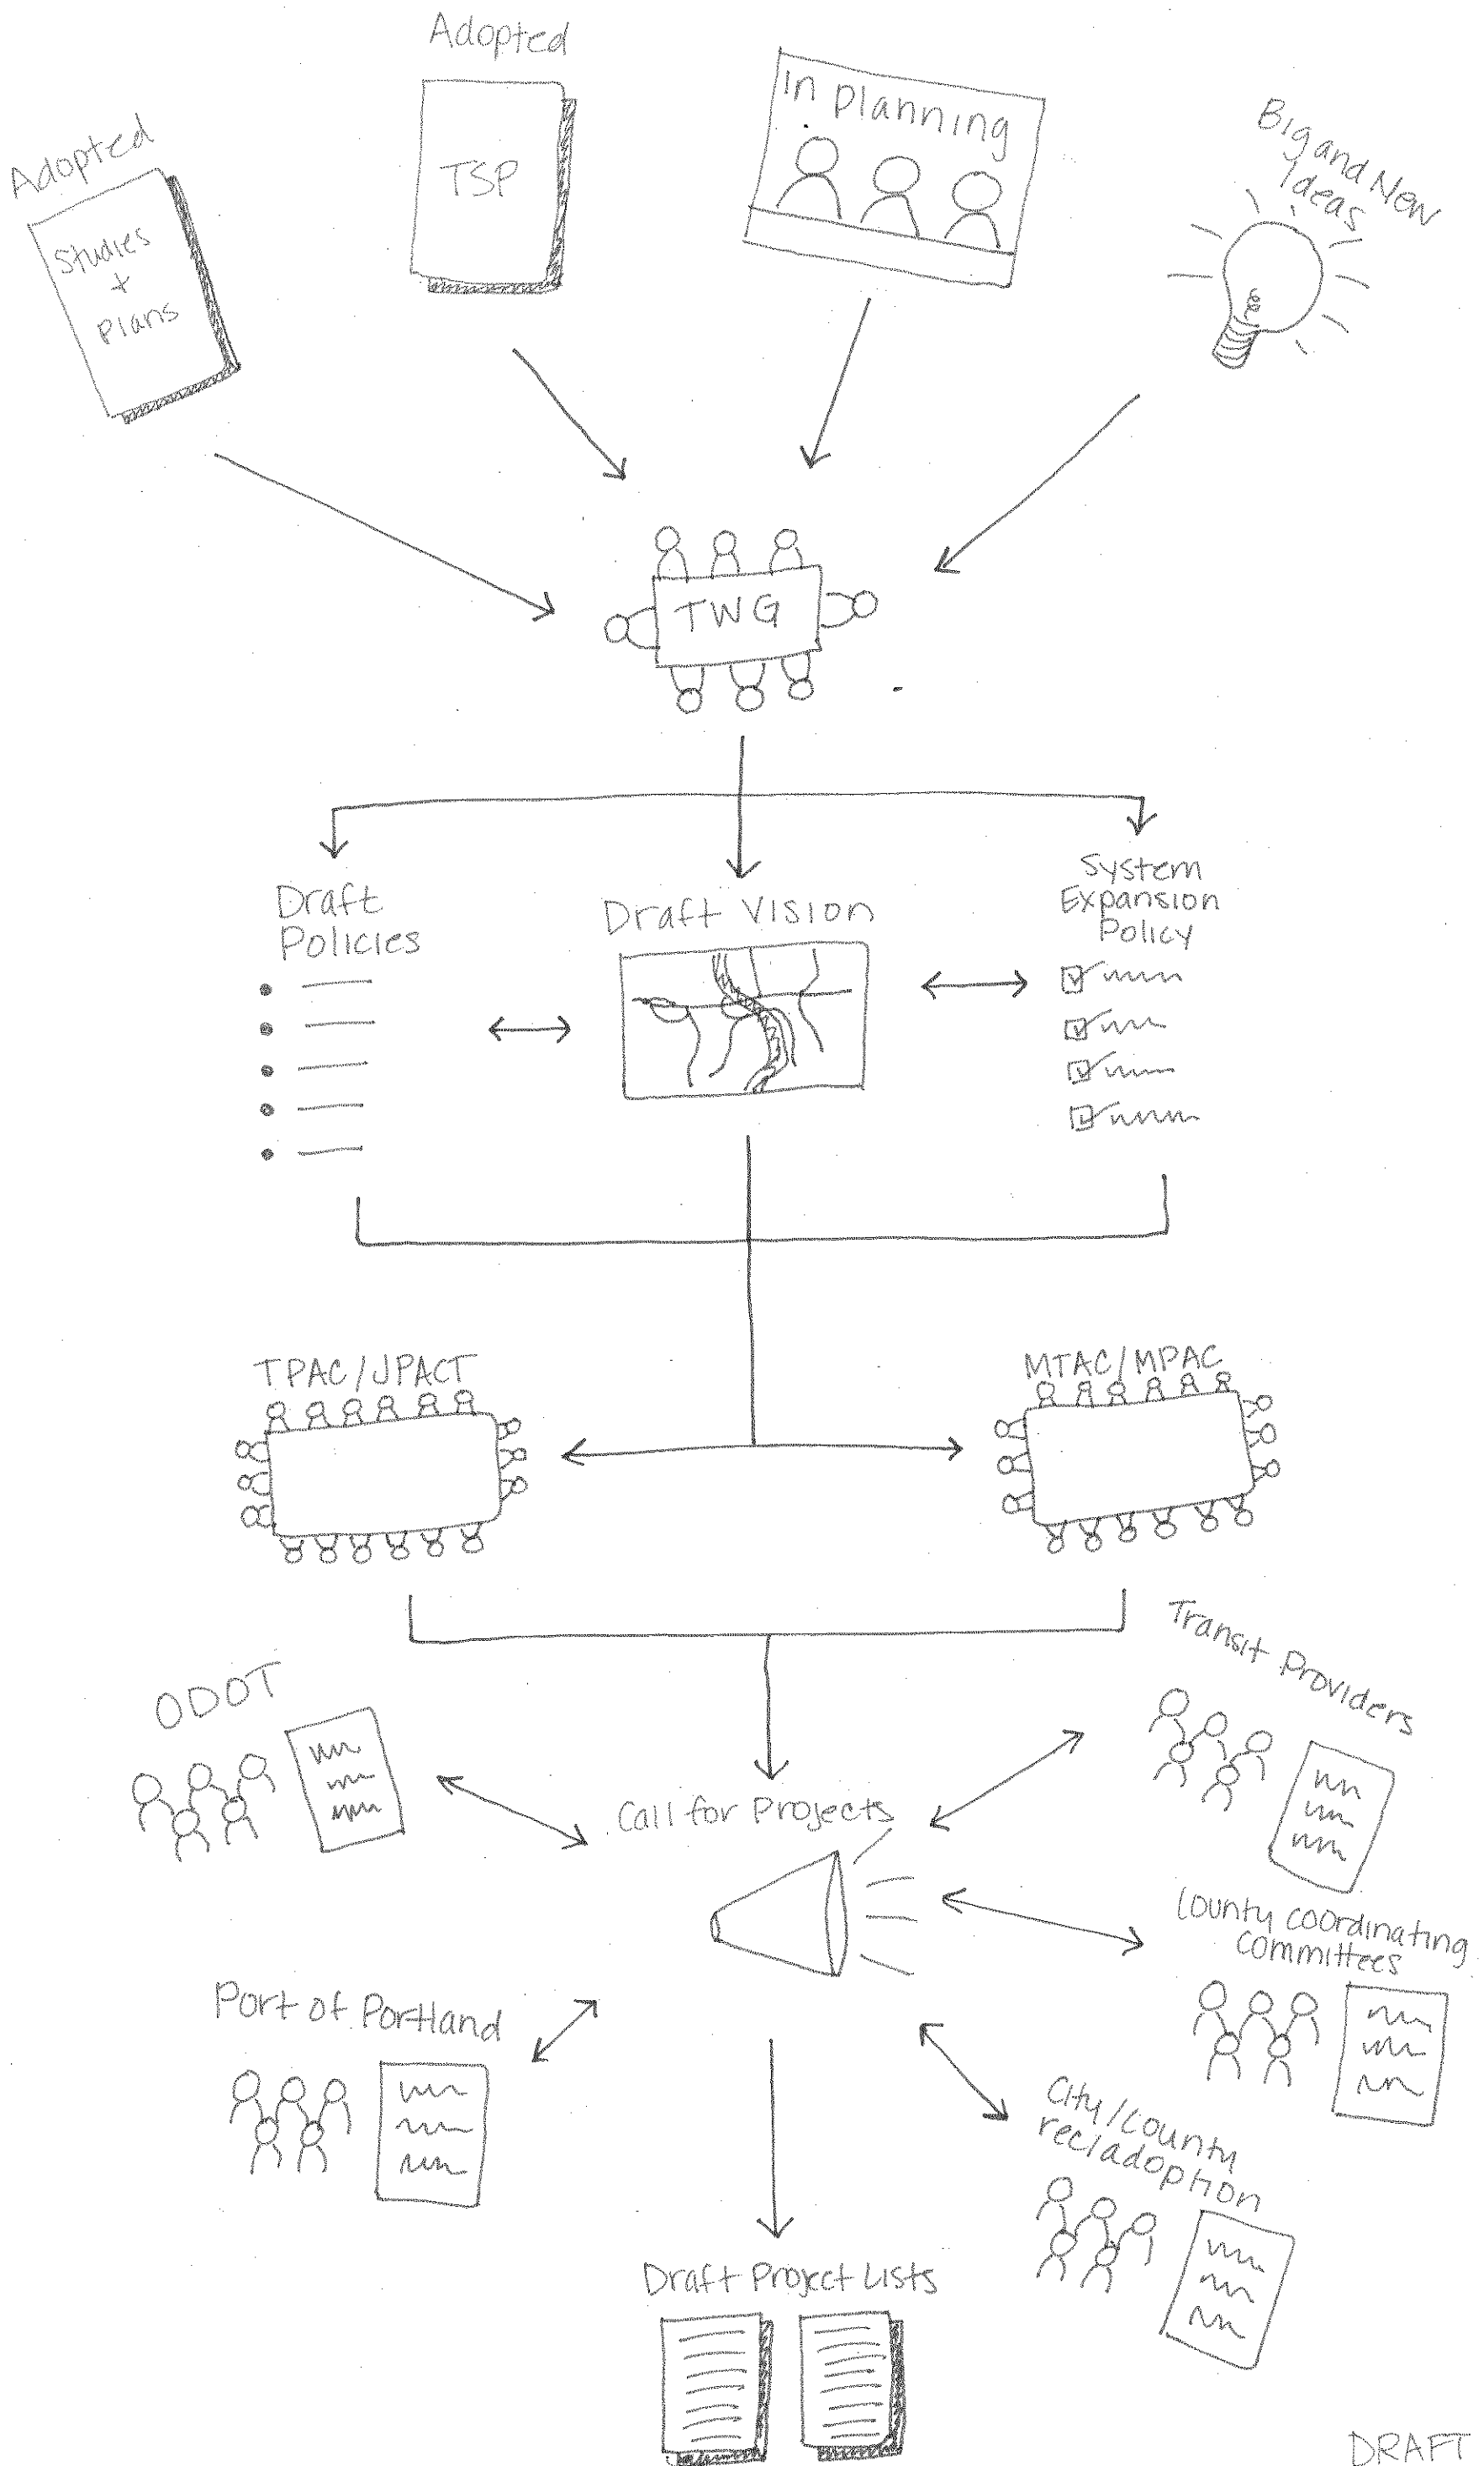 Adopted
Studies
+
Plans
Adopted
TSP
In Planning
Big and New
Ideas
TWG
Draft
Policies
Draft Vision
System
Expansion
Policy
TPAC/JPACT
MTAC/MPAC
ODOT
Transit Providers
Call for Projects
County Coordinating
Committees
Port of Portland
City/County
rec/adoption
Draft Project Lists
DRAFT